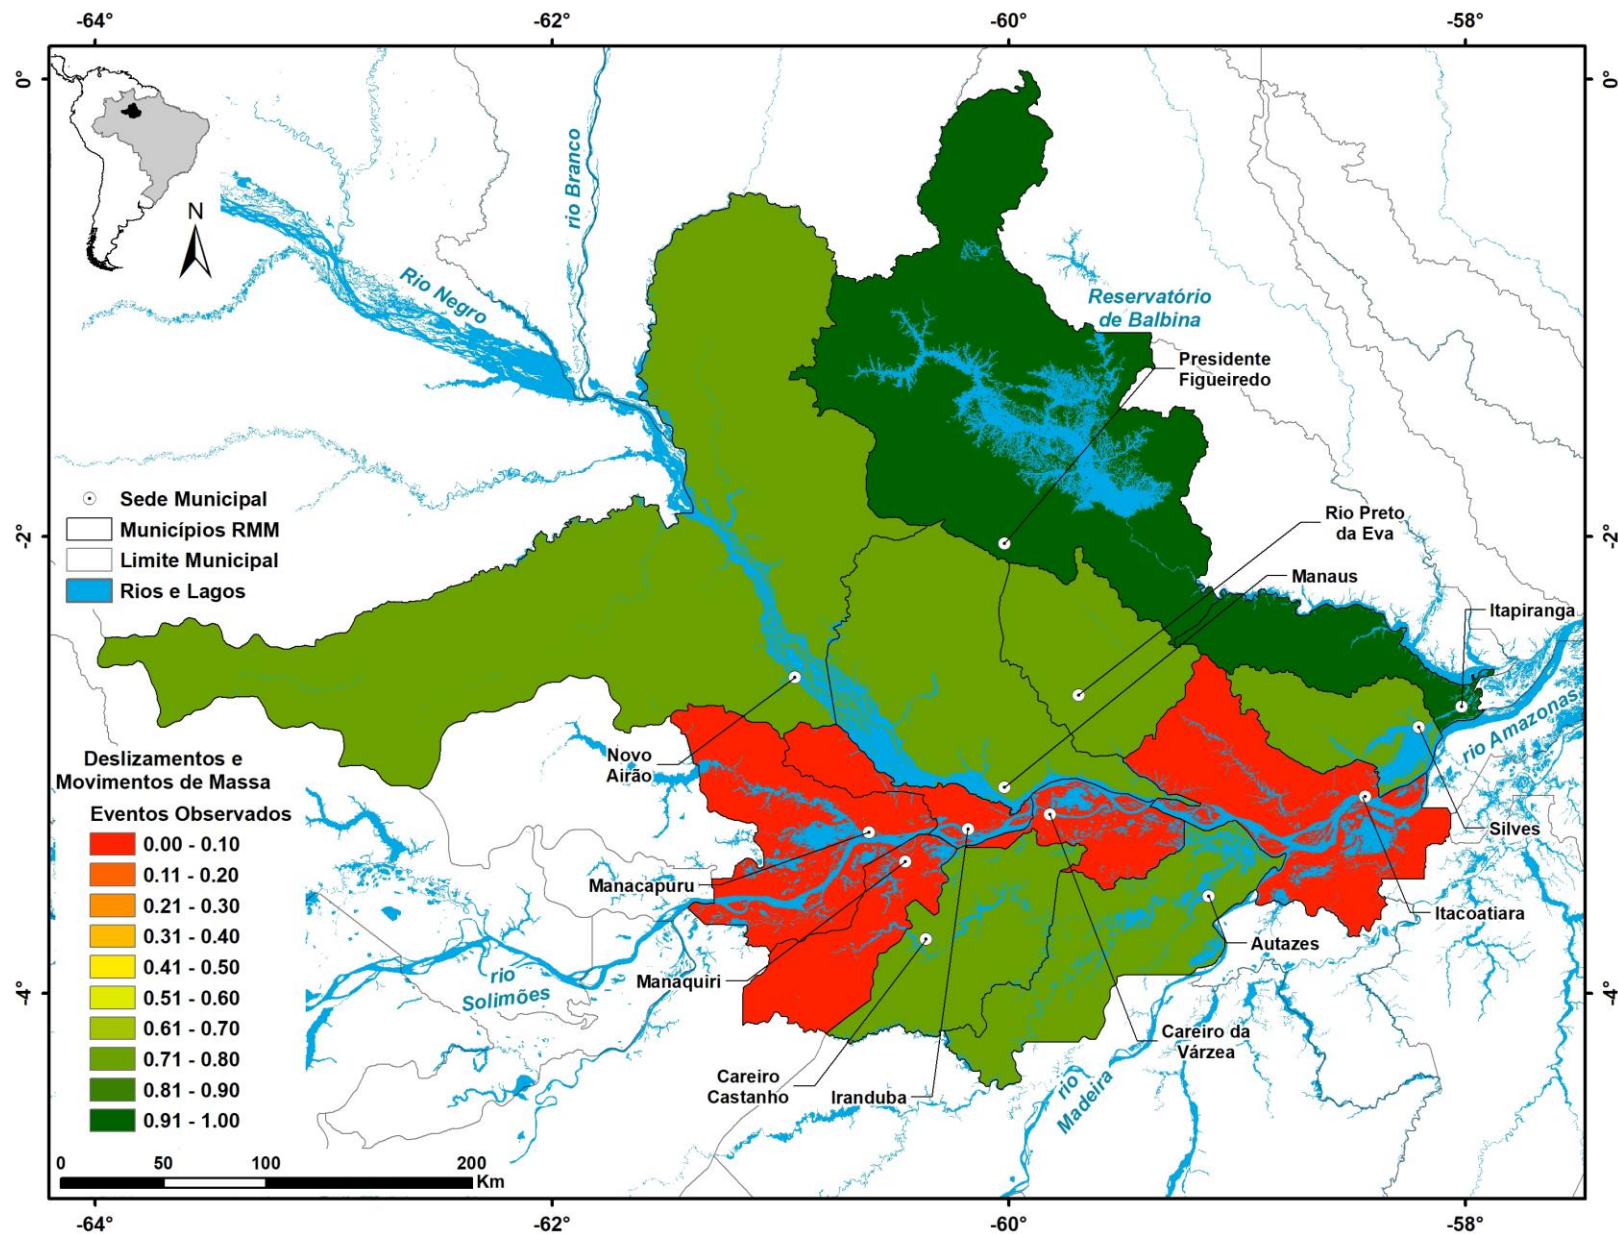 -64°
-62°
-60°
-58°
0°
0°
N
rio Branco
Rio Negro
Reservatório
de Balbina
Presidente
Figueiredo
Sede Municipal
Municípios RMM
Limite Municipal
Rios e Lagos
Rio Preto
da Eva
-2°
-2°
Manaus
Itapiranga
rio Amazonas
Novo
Airão
Deslizamentos e
Movimentos de Massa
Eventos Observados
0.00 - 0.10
0.11 - 0.20
0.21 - 0.30
0.31 - 0.40
0.41 - 0.50
0.51 - 0.60
0.61 - 0.70
0.71 - 0.80
0.81 - 0.90
0.91 - 1.00
Silves
Manacapuru
Itacoatiara
Autazes
Manaquiri
rio
Solimões
-4°
-4°
Careiro da
Várzea
Careiro
Castanho
Iranduba
rio
Madeira
0
50
100
200
Km
-64°
-62°
-60°
-58°